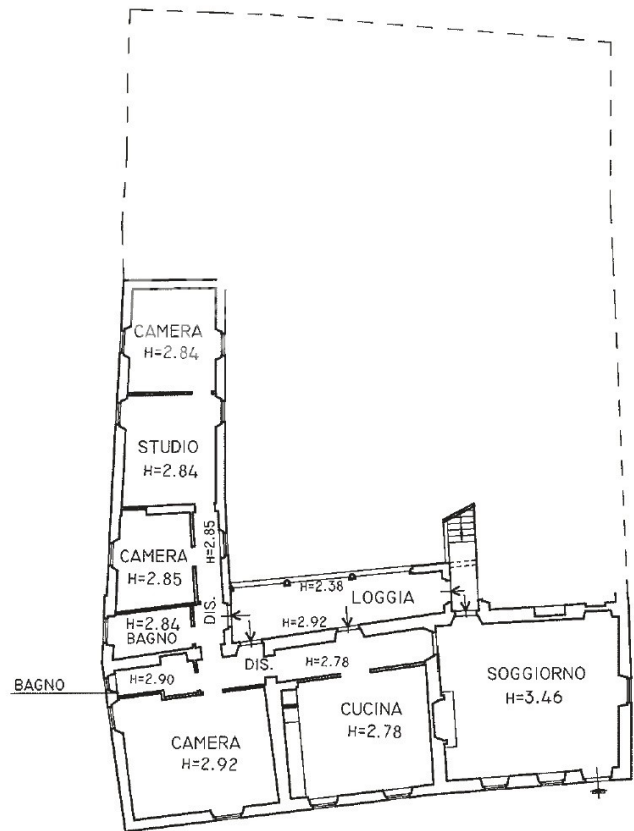 CAMERA
H=2.84
STUDIO
H=2.84
CAMERA
H=2.85
H=2.85
DIS.
H=2.84
BAGNO
H=2.38
LOGGIA
H=2.92
DIS.
H=2.78
H=2.90
BAGNO
CAMERA
H=2.92
CUCINA
H=2.78
SOGGIORNO
H=3.46